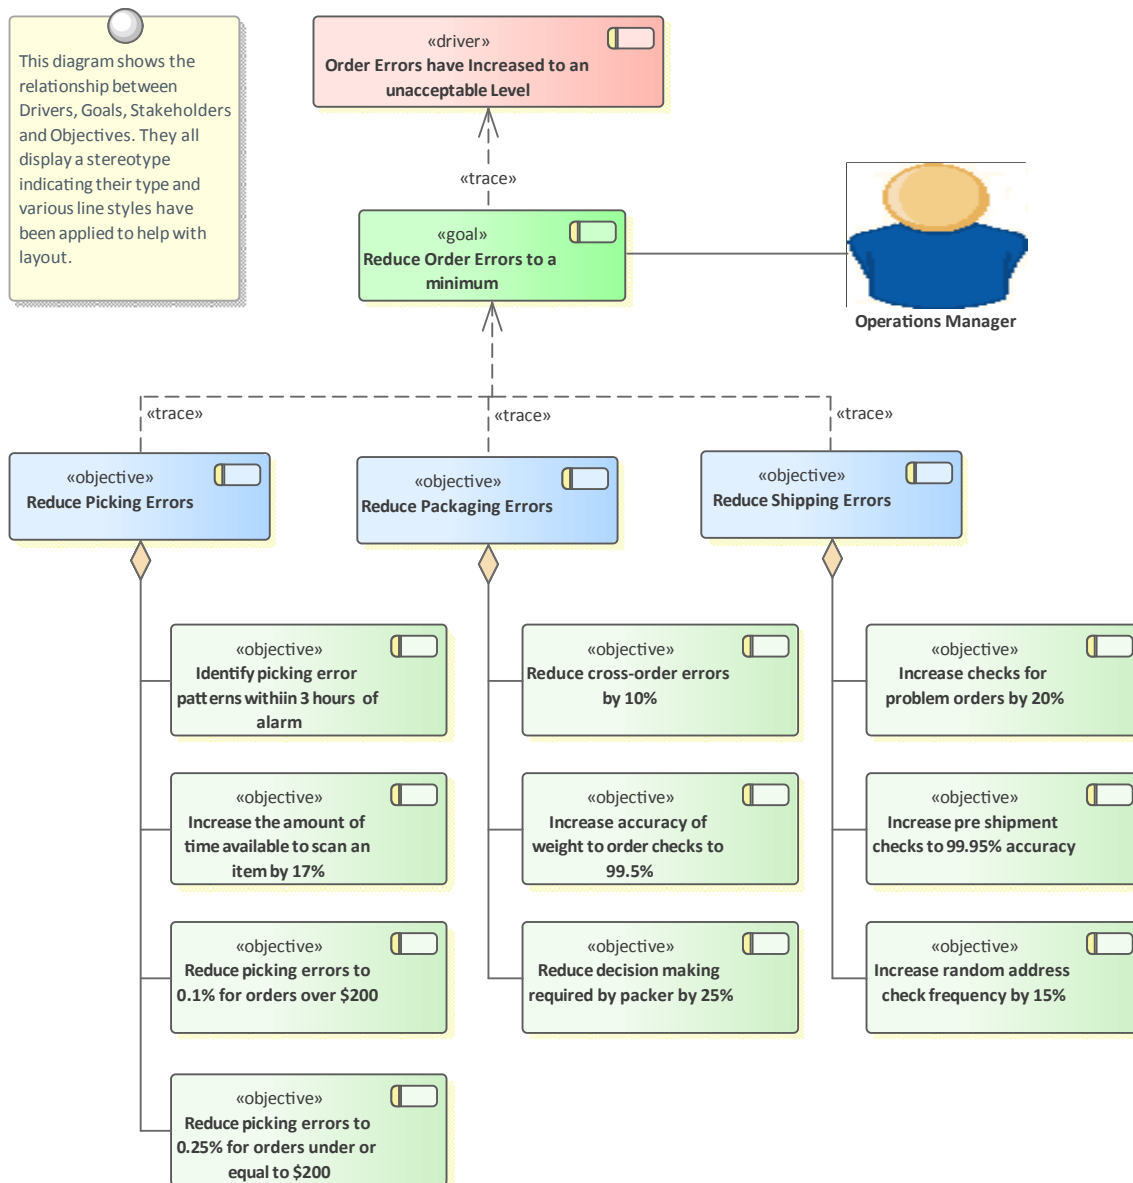 This diagram shows the
relationship between
Drivers, Goals, Stakeholders
and Objectives. They all
display a stereotype
indicating their type and
various line styles have
been applied to help with
layout.
«driver»
Order Errors have Increased to an
unacceptable Level
«trace»
«goal»
Reduce Order Errors to a
minimum
Operations Manager
«trace»
«trace»
«trace»
«objective»
Reduce Picking Errors
«objective»
Reduce Packaging Errors
«objective»
Reduce Shipping Errors
«objective»
Identify picking error
patterns withiin 3 hours of
alarm
«objective»
Reduce cross-order errors
by 10%
«objective»
Increase checks for
problem orders by 20%
«objective»
Increase the amount of
time available to scan an
item by 17%
«objective»
Increase accuracy of
weight to order checks to
99.5%
«objective»
Increase pre shipment
checks to 99.95% accuracy
«objective»
Reduce picking errors to
0.1% for orders over $200
«objective»
Reduce decision making
required by packer by 25%
«objective»
Increase random address
check frequency by 15%
«objective»
Reduce picking errors to
0.25% for orders under or
equal to $200